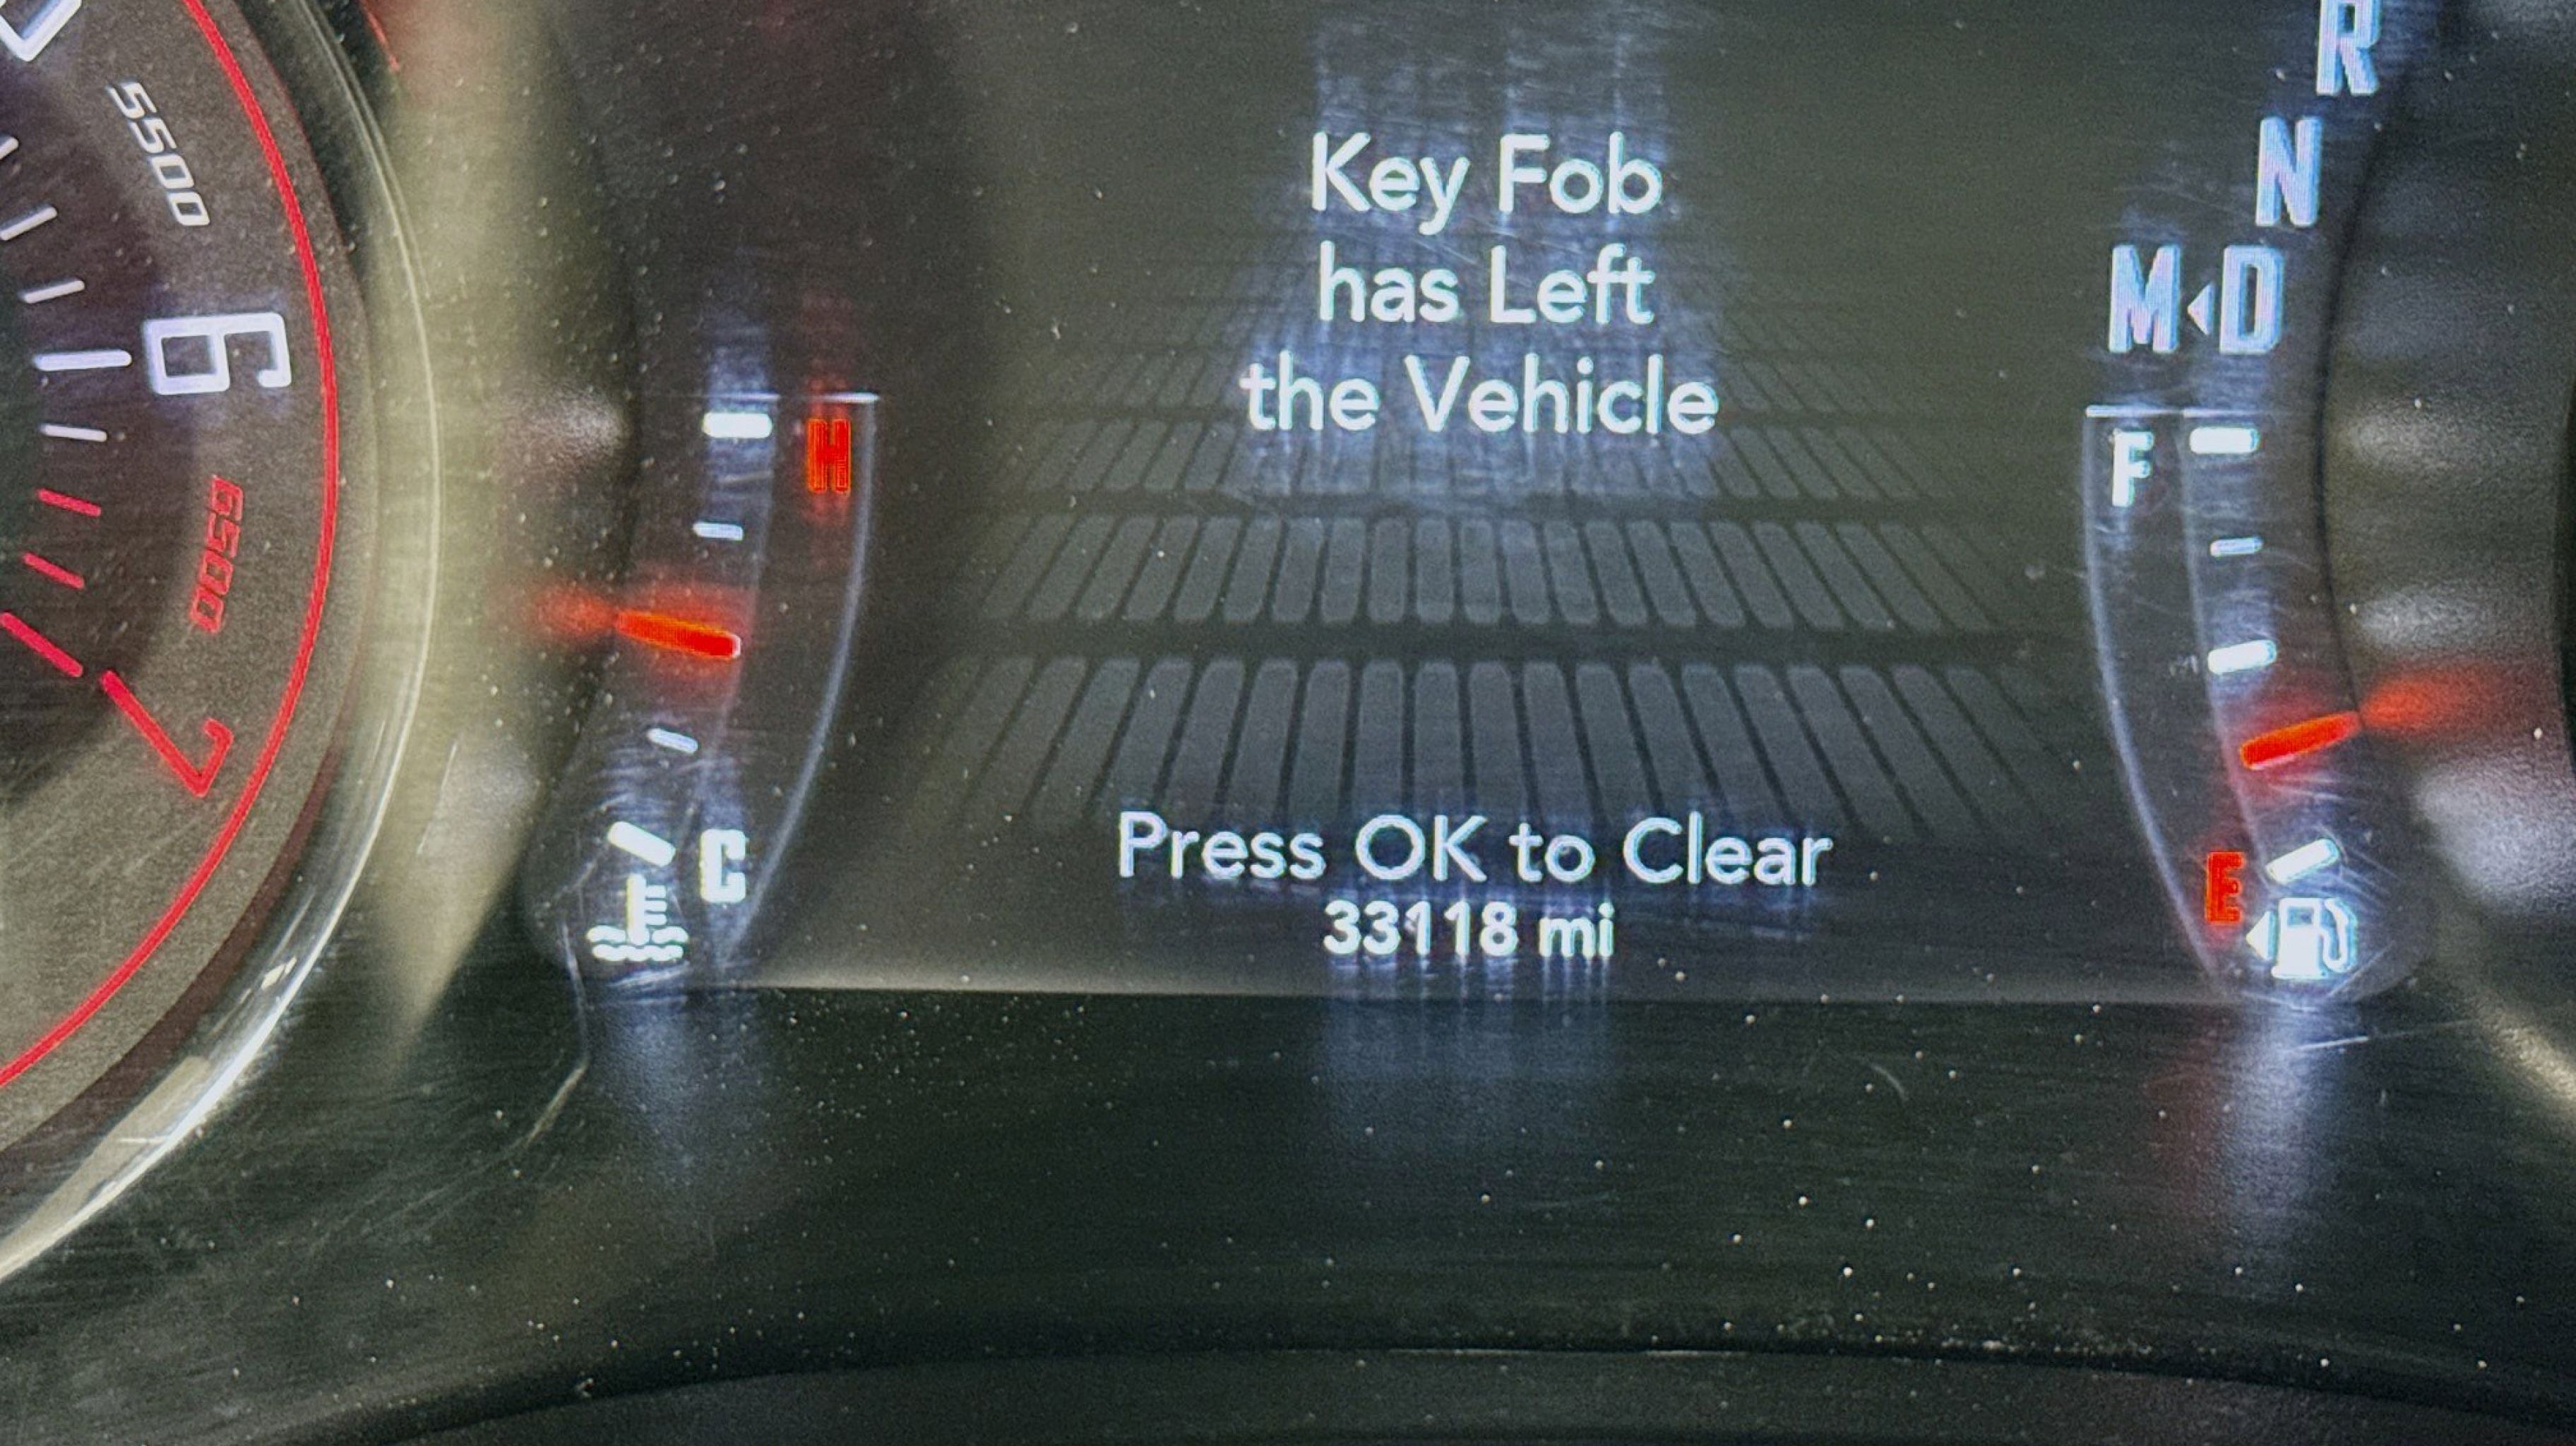 5500
6
6500
7
H
C
Key Fob
has Left
the Vehicle
Press OK to Clear
33118 mi
R
N
M D
F
E